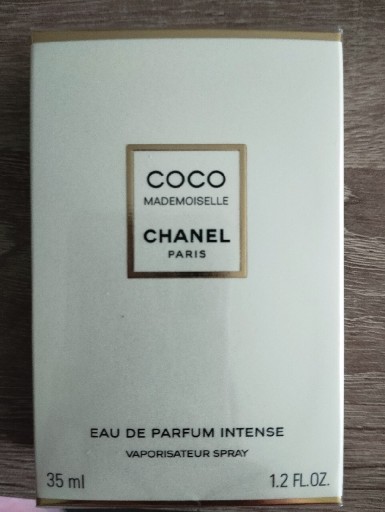 COCO
MADEMOISELLE
CHANEL
PARIS
EAU DE PARFUM INTENSE
VAPORISATEUR SPRAY
35 ml 1.2 FL.OZ.